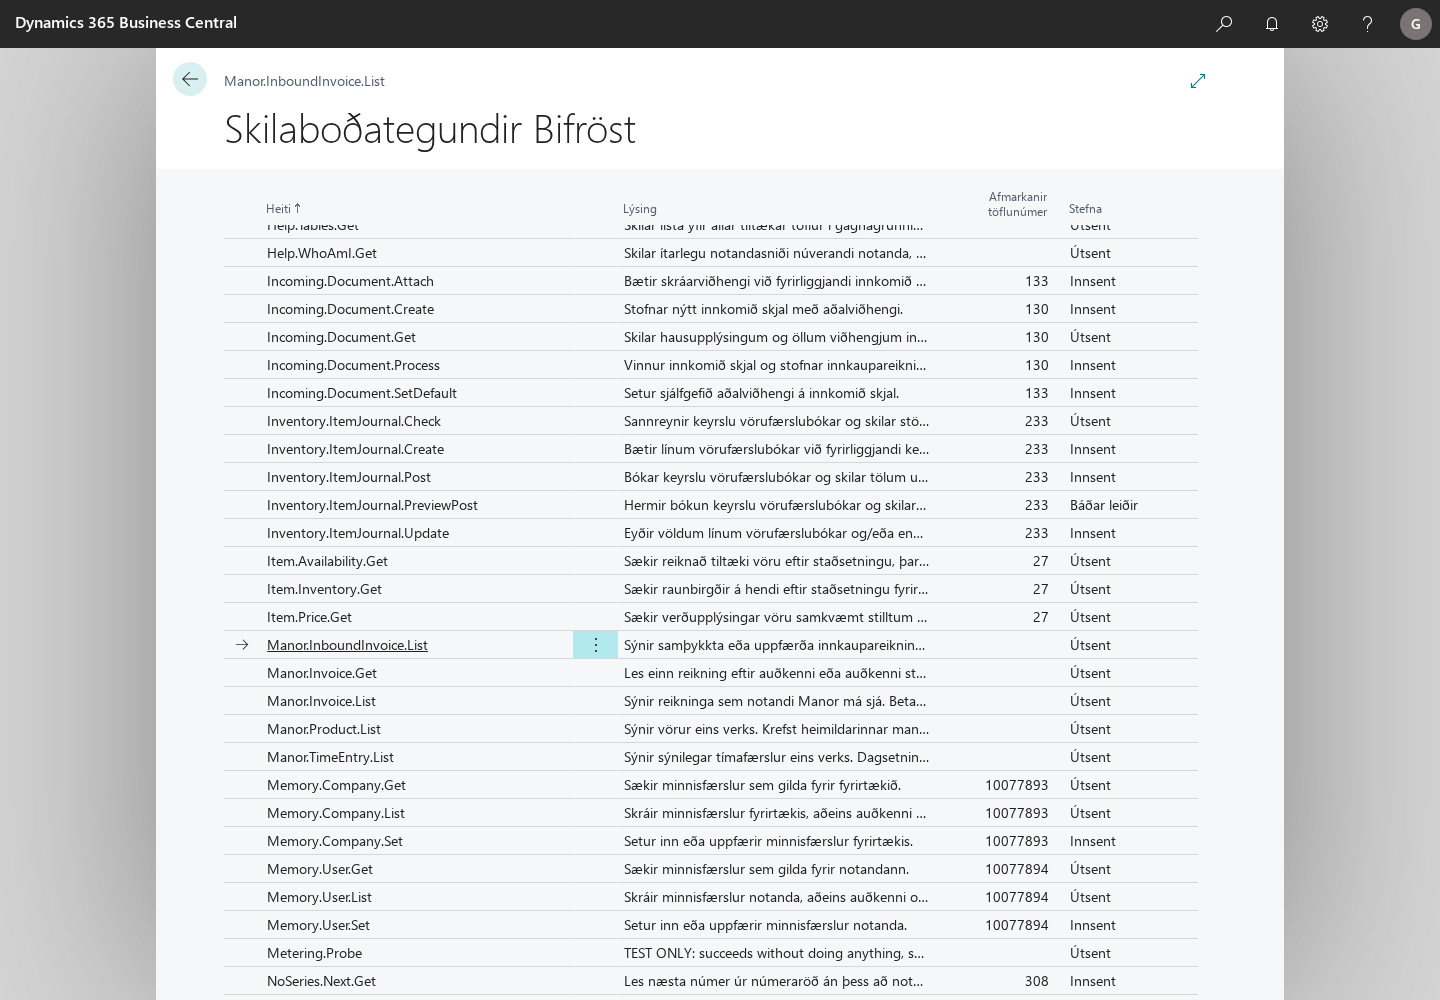 Dynamics 365 Business Central
G
Manor.InboundInvoice.List
Skilaboðategundir Bifröst
Heiti ↑ Lýsing Afmarkanir töflunúmer Stefna
Help.Tables.Get Skilar lista yfir allar tiltækar töflur í gagnagrunni... Útsent
Help.WhoAmI.Get Skilar ítarlegu notandasniði núverandi notanda, ... Útsent
Incoming.Document.Attach Bætir skráarviðhengi við fyrirliggjandi innkomið ... 133 Innsent
Incoming.Document.Create Stofnar nýtt innkomið skjal með aðalviðhengi. 130 Innsent
Incoming.Document.Get Skilar hausupplýsingum og öllum viðhengjum in... 130 Útsent
Incoming.Document.Process Vinnur innkomið skjal og stofnar innkaupareikni... 130 Innsent
Incoming.Document.SetDefault Setur sjálfgefið aðalviðhengi á innkomið skjal. 133 Innsent
Inventory.ItemJournal.Check Sannreynir keyrslu vörufærslubókar og skilar stö... 233 Útsent
Inventory.ItemJournal.Create Bætir línum vörufærslubókar við fyrirliggjandi ke... 233 Innsent
Inventory.ItemJournal.Post Bókar keyrslu vörufærslubókar og skilar tölum u... 233 Innsent
Inventory.ItemJournal.PreviewPost Hermir bókun keyrslu vörufærslubókar og skilar... 233 Báðar leiðir
Inventory.ItemJournal.Update Eyðir völdum línum vörufærslubókar og/eða en... 233 Innsent
Item.Availability.Get Sækir reiknað tiltæki vöru eftir staðsetningu, þar... 27 Útsent
Item.Inventory.Get Sækir raunbirgðir á hendi eftir staðsetningu fyrir... 27 Útsent
Item.Price.Get Sækir verðupplýsingar vöru samkvæmt stilltum ... 27 Útsent
Manor.InboundInvoice.List Sýnir samþykkta eða uppfærða innkaupareiknin... Útsent
Manor.Invoice.Get Les einn reikning eftir auðkenni eða auðkenni st... Útsent
Manor.Invoice.List Sýnir reikninga sem notandi Manor má sjá. Beta... Útsent
Manor.Product.List Sýnir vörur eins verks. Krefst heimildarinnar man... Útsent
Manor.TimeEntry.List Sýnir sýnilegar tímafærslur eins verks. Dagsetnin... Útsent
Memory.Company.Get Sækir minnisfærslur sem gilda fyrir fyrirtækið. 10077893 Útsent
Memory.Company.List Skráir minnisfærslur fyrirtækis, aðeins auðkenni ... 10077893 Útsent
Memory.Company.Set Setur inn eða uppfærir minnisfærslur fyrirtækis. 10077893 Innsent
Memory.User.Get Sækir minnisfærslur sem gilda fyrir notandann. 10077894 Útsent
Memory.User.List Skráir minnisfærslur notanda, aðeins auðkenni o... 10077894 Útsent
Memory.User.Set Setur inn eða uppfærir minnisfærslur notanda. 10077894 Innsent
Metering.Probe TEST ONLY: succeeds without doing anything, s... Útsent
NoSeries.Next.Get Les næsta númer úr númeraröð án þess að not... 308 Innsent